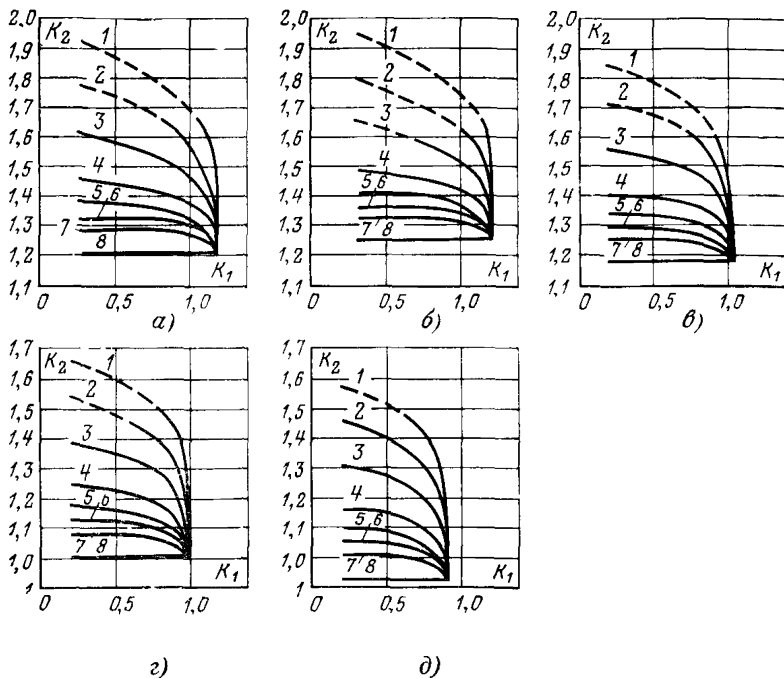 2,0 K₂ 1
1,9
1,8 2
1,7
1,6 3
1,5 4
1,4 5,6
1,3 7
1,2 8 K₁
1,1
0 0,5 1,0
а)
2,0 K₂ 1
1,9
1,8 2
1,7 3
1,6
1,5 4
1,4 5,6
1,3
1,2 7 8 K₁
1,1
0 0,5 1,0
б)
2,0 K₂
1,9 1
1,8 2
1,7
1,6 3
1,5
1,4 4
1,3 5,6
1,2 7 8
1,1 K₁
0 0,5 1,0
в)
1,7 K₂ 1
1,6 2
1,5
1,4 3
1,3 4
1,2 5,6
1,1
1,0 7 8
1 K₁
0 0,5 1,0
г)
1,7 K₂
1,6 1
1,5 2
1,4
1,3 3
1,2 4
1,1 5,6
1,0 7 8
1 K₁
0 0,5 1,0
д)